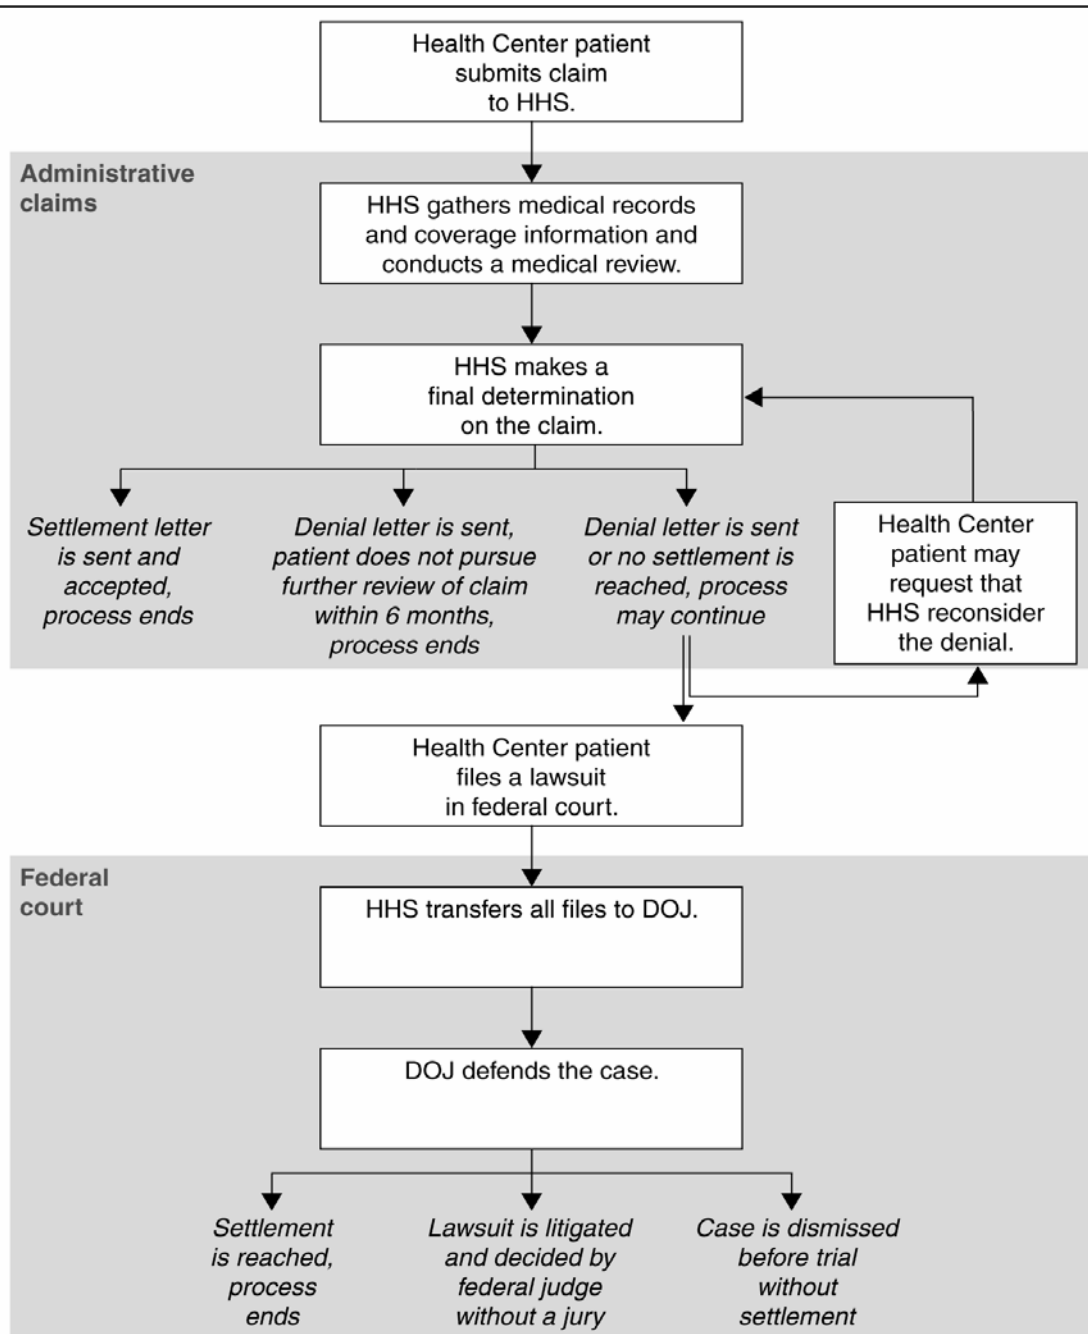 Health Center patient
submits claim
to HHS.
Administrative
claims
HHS gathers medical records
and coverage information and
conducts a medical review.
HHS makes a
final determination
on the claim.
Settlement letter
is sent and
accepted,
process ends
Denial letter is sent,
patient does not pursue
further review of claim
within 6 months,
process ends
Denial letter is sent
or no settlement is
reached, process
may continue
Health Center
patient may
request that
HHS reconsider
the denial.
Health Center patient
files a lawsuit
in federal court.
Federal
court
HHS transfers all files to DOJ.
DOJ defends the case.
Settlement
is reached,
process
ends
Lawsuit is litigated
and decided by
federal judge
without a jury
Case is dismissed
before trial
without
settlement